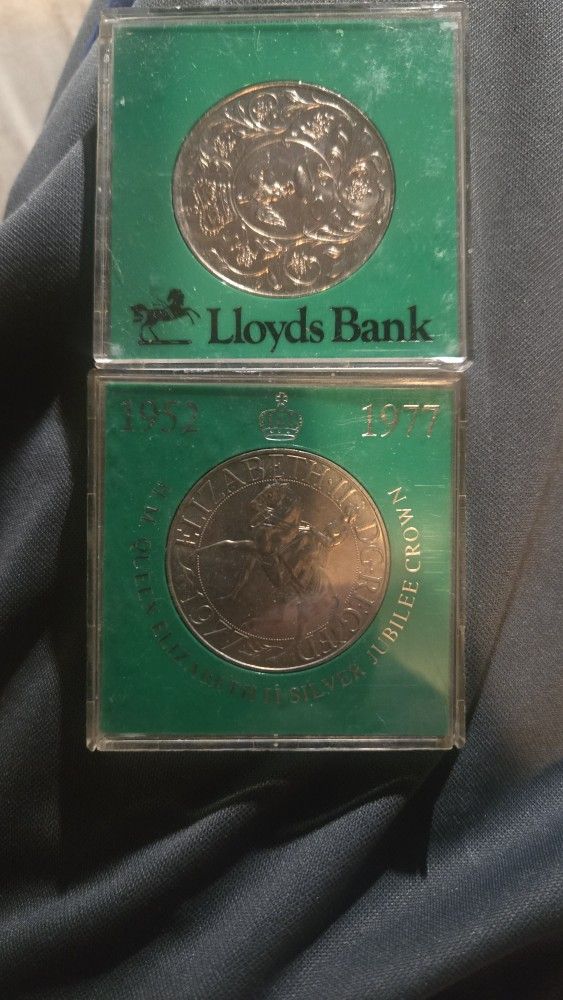 Lloyds Bank
1952 1977
ELIZABETH·II·D·G·REG·F·D 1977
H.M. QUEEN ELIZABETH II SILVER JUBILEE CROWN